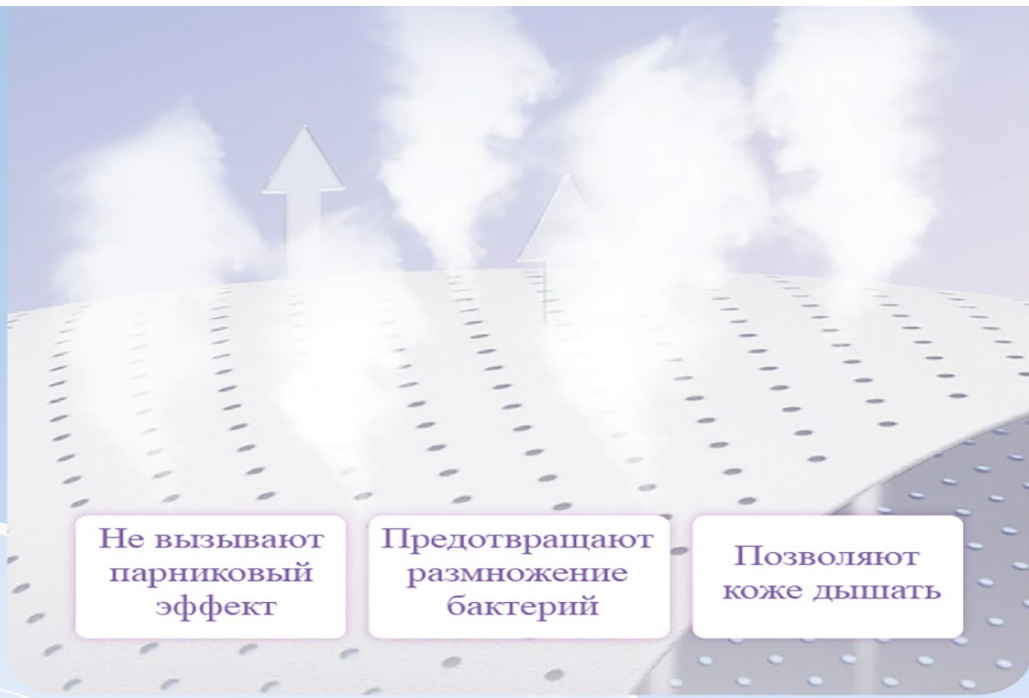 Не вызывают
парниковый
эффект
Предотвращают
размножение
бактерий
Позволяют
коже дышать